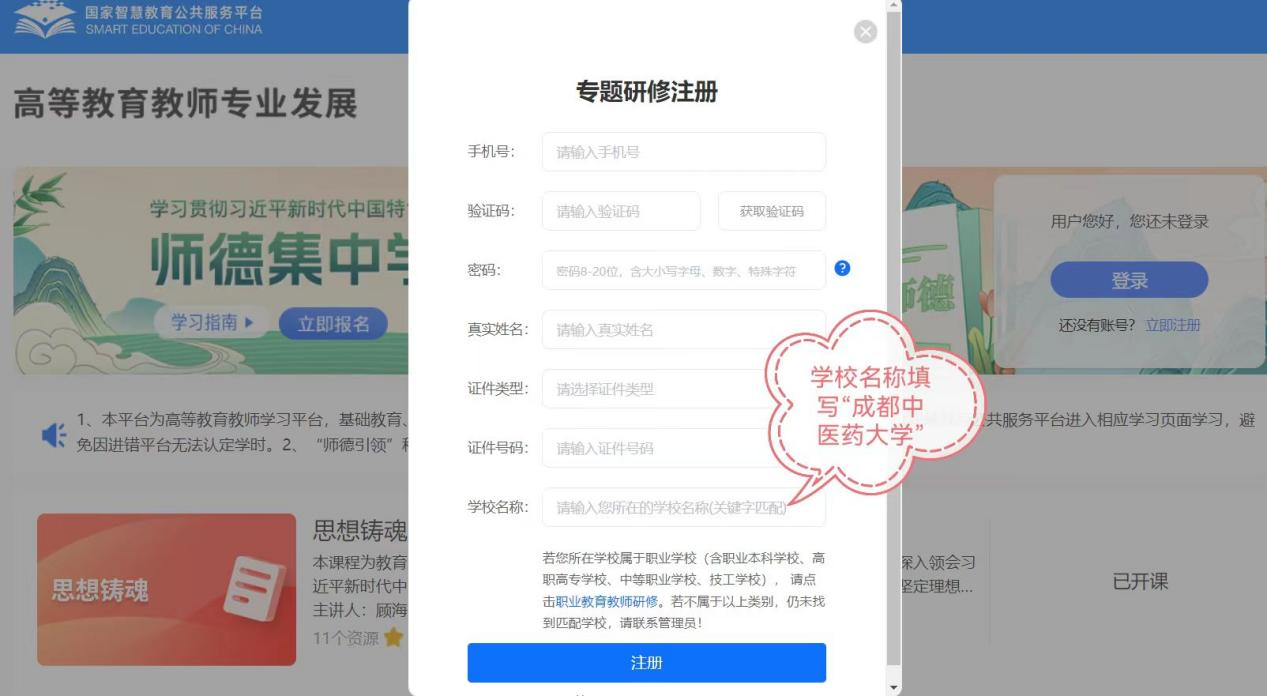 国家智慧教育公共服务平台
SMART EDUCATION OF CHINA
高等教育教师专业发展
学习贯彻习近平新时代中国特
师德集中学
学习指南
立即报名
1、本平台为高等教育教师学习平台，基础教育、
免因进错平台无法认定学时。2、 “师德引领”
思想铸魂
思想铸魂
本课程为教育
近平新时代中
主讲人：顾海
11个资源
专题研修注册
手机号：
请输入手机号
验证码：
请输入验证码
获取验证码
密码：
密码8-20位，含大小写字母、数字、特殊字符
?
真实姓名：
请输入真实姓名
证件类型：
请选择证件类型
证件号码：
请输入证件号码
学校名称：
请输入您所在的学校名称(关键字匹配)
若您所在学校属于职业学校（含职业本科学校、高
职高专学校、中等职业学校、技工学校）， 请点
击职业教育教师研修。若不属于以上类别，仍未找
到匹配学校，请联系管理员！
注册
学校名称填
写“成都中
医药大学”
师德
用户您好，您还未登录
登录
还没有账号？ 立即注册
共服务平台进入相应学习页面学习，避
深入领会习
坚定理想...
已开课